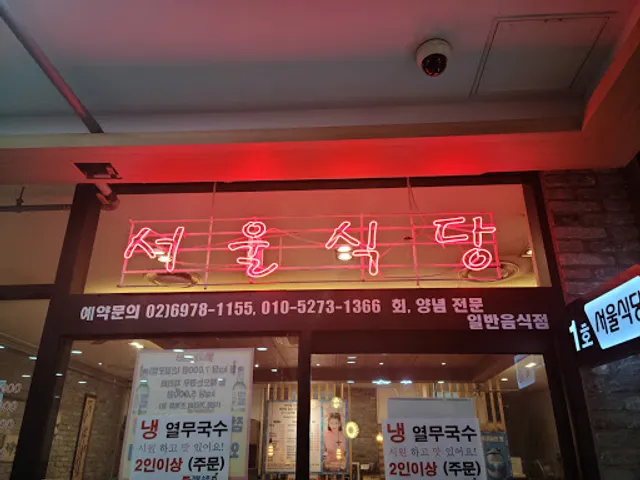 서울식당
예약문의 02)6978-1155, 010-5273-1366 회, 양념 전문
일반음식점
1호 서울식당
냉 열무국수
시원 하고 맛 있어요!
2인이상 (주문)
냉 열무국수
시원 하고 맛 있어요!
2인이상 (주문)